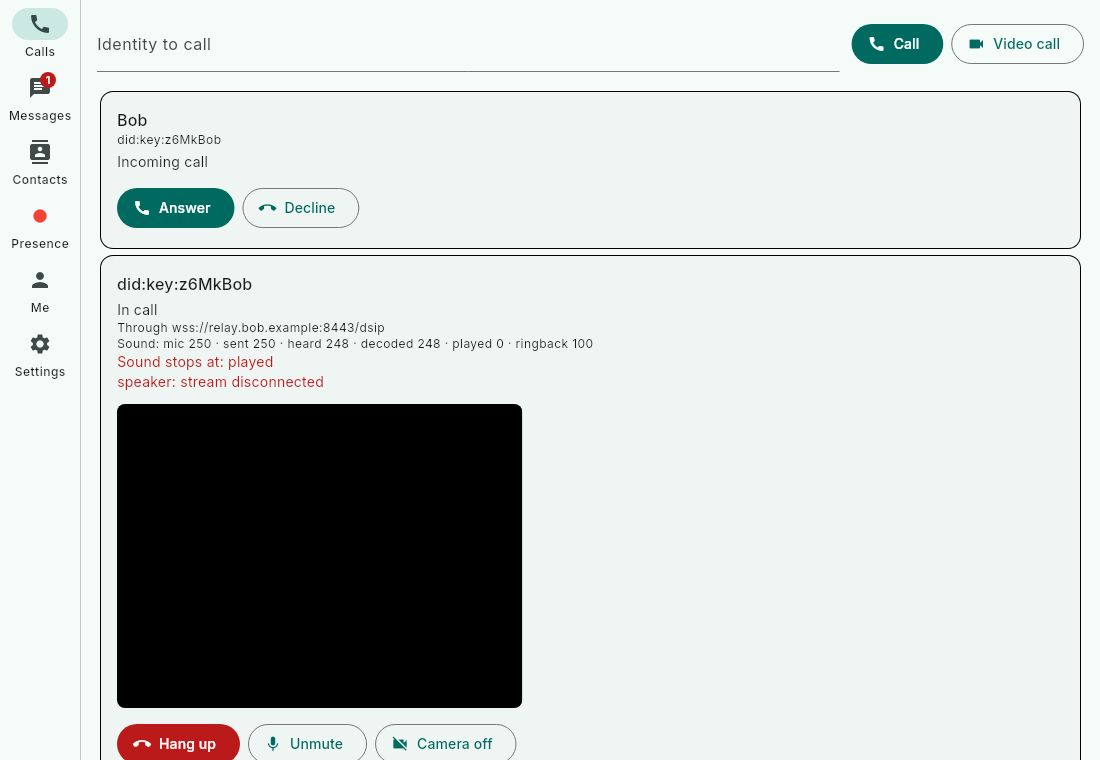 Calls
1
Messages
Contacts
Presence
Me
Settings
Identity to call
Call
Video call
Bob
did:key:z6MkBob
Incoming call
Answer
Decline
did:key:z6MkBob
In call
Through wss://relay.bob.example:8443/dsip
Sound: mic 250 · sent 250 · heard 248 · decoded 248 · played 0 · ringback 100
Sound stops at: played
speaker: stream disconnected
Hang up
Unmute
Camera off